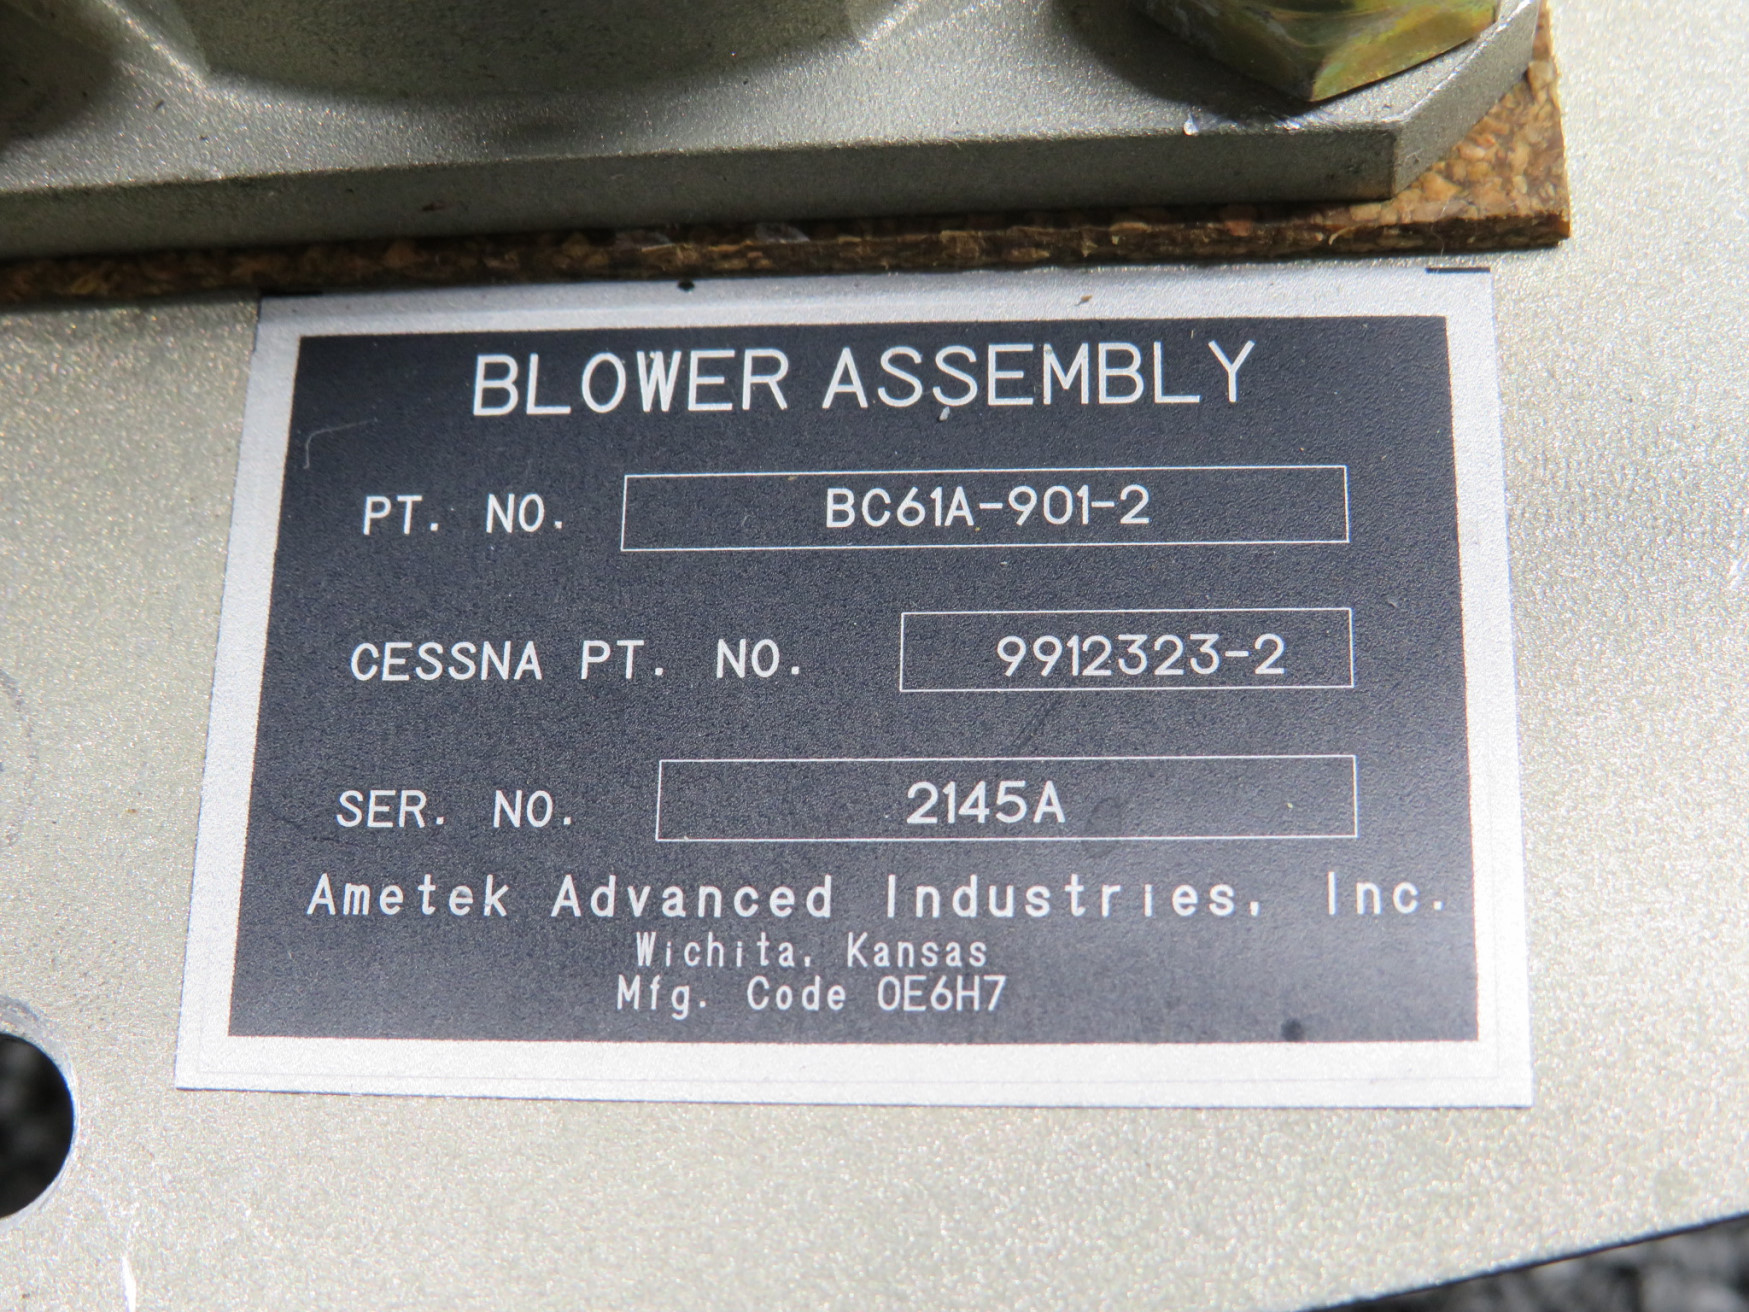 BLOWER ASSEMBLY
PT. NO. BC61A-901-2
CESSNA PT. NO. 9912323-2
SER. NO. 2145A
Ametek Advanced Industries, Inc.
Wichita, Kansas
Mfg. Code 0E6H7